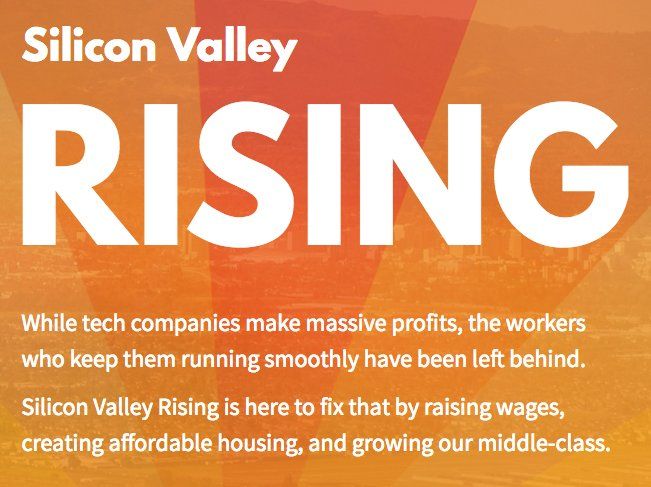 Silicon Valley
RISING
While tech companies make massive profits, the workers
who keep them running smoothly have been left behind.
Silicon Valley Rising is here to fix that by raising wages,
creating affordable housing, and growing our middle-class.